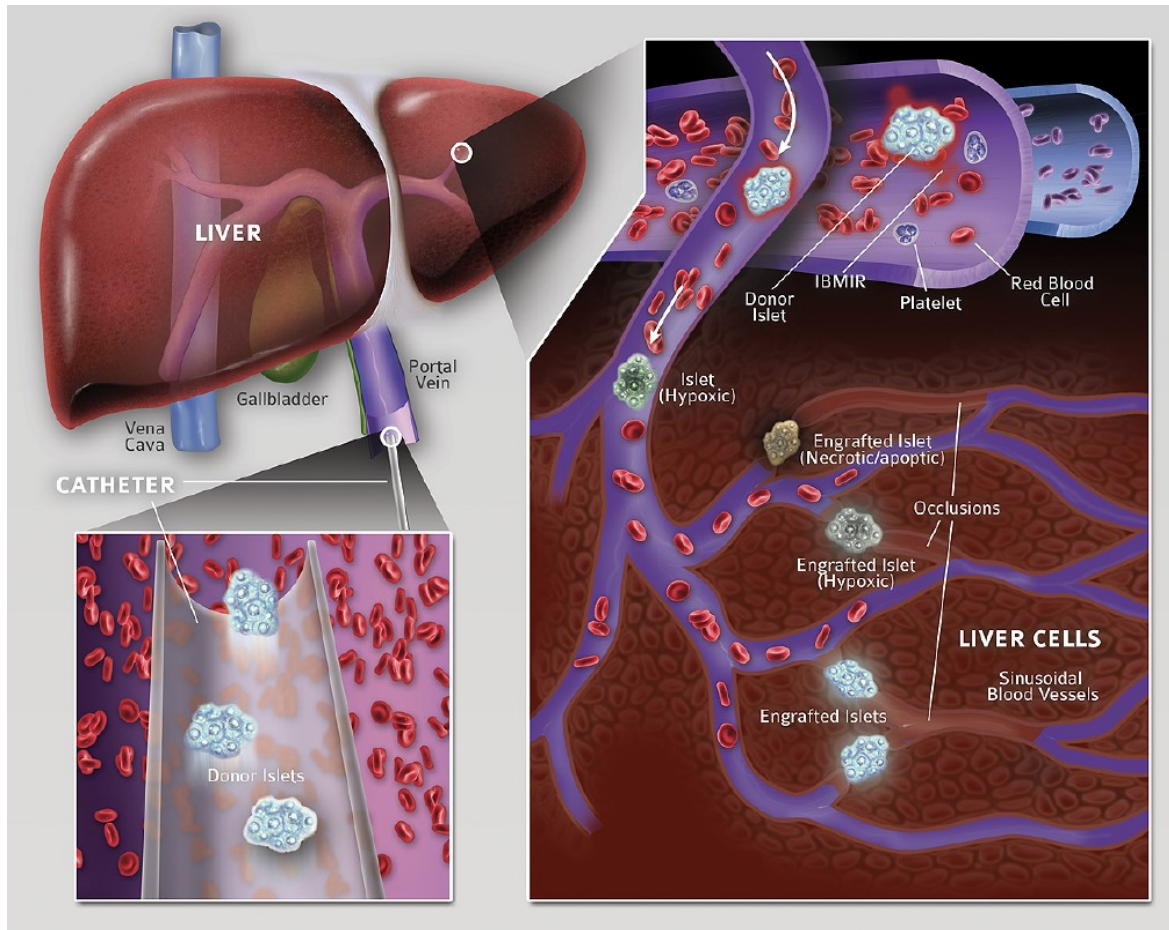 LIVER
Portal
Vein
Gallbladder
Vena
Cava
CATHETER
Donor Islets
Donor
Islet
IBMIR
Platelet
Red Blood
Cell
Islet
(Hypoxic)
Engrafted Islet
(Necrotic/apoptic)
Occlusions
Engrafted Islet
(Hypoxic)
LIVER CELLS
Sinusoidal
Blood Vessels
Engrafted Islets